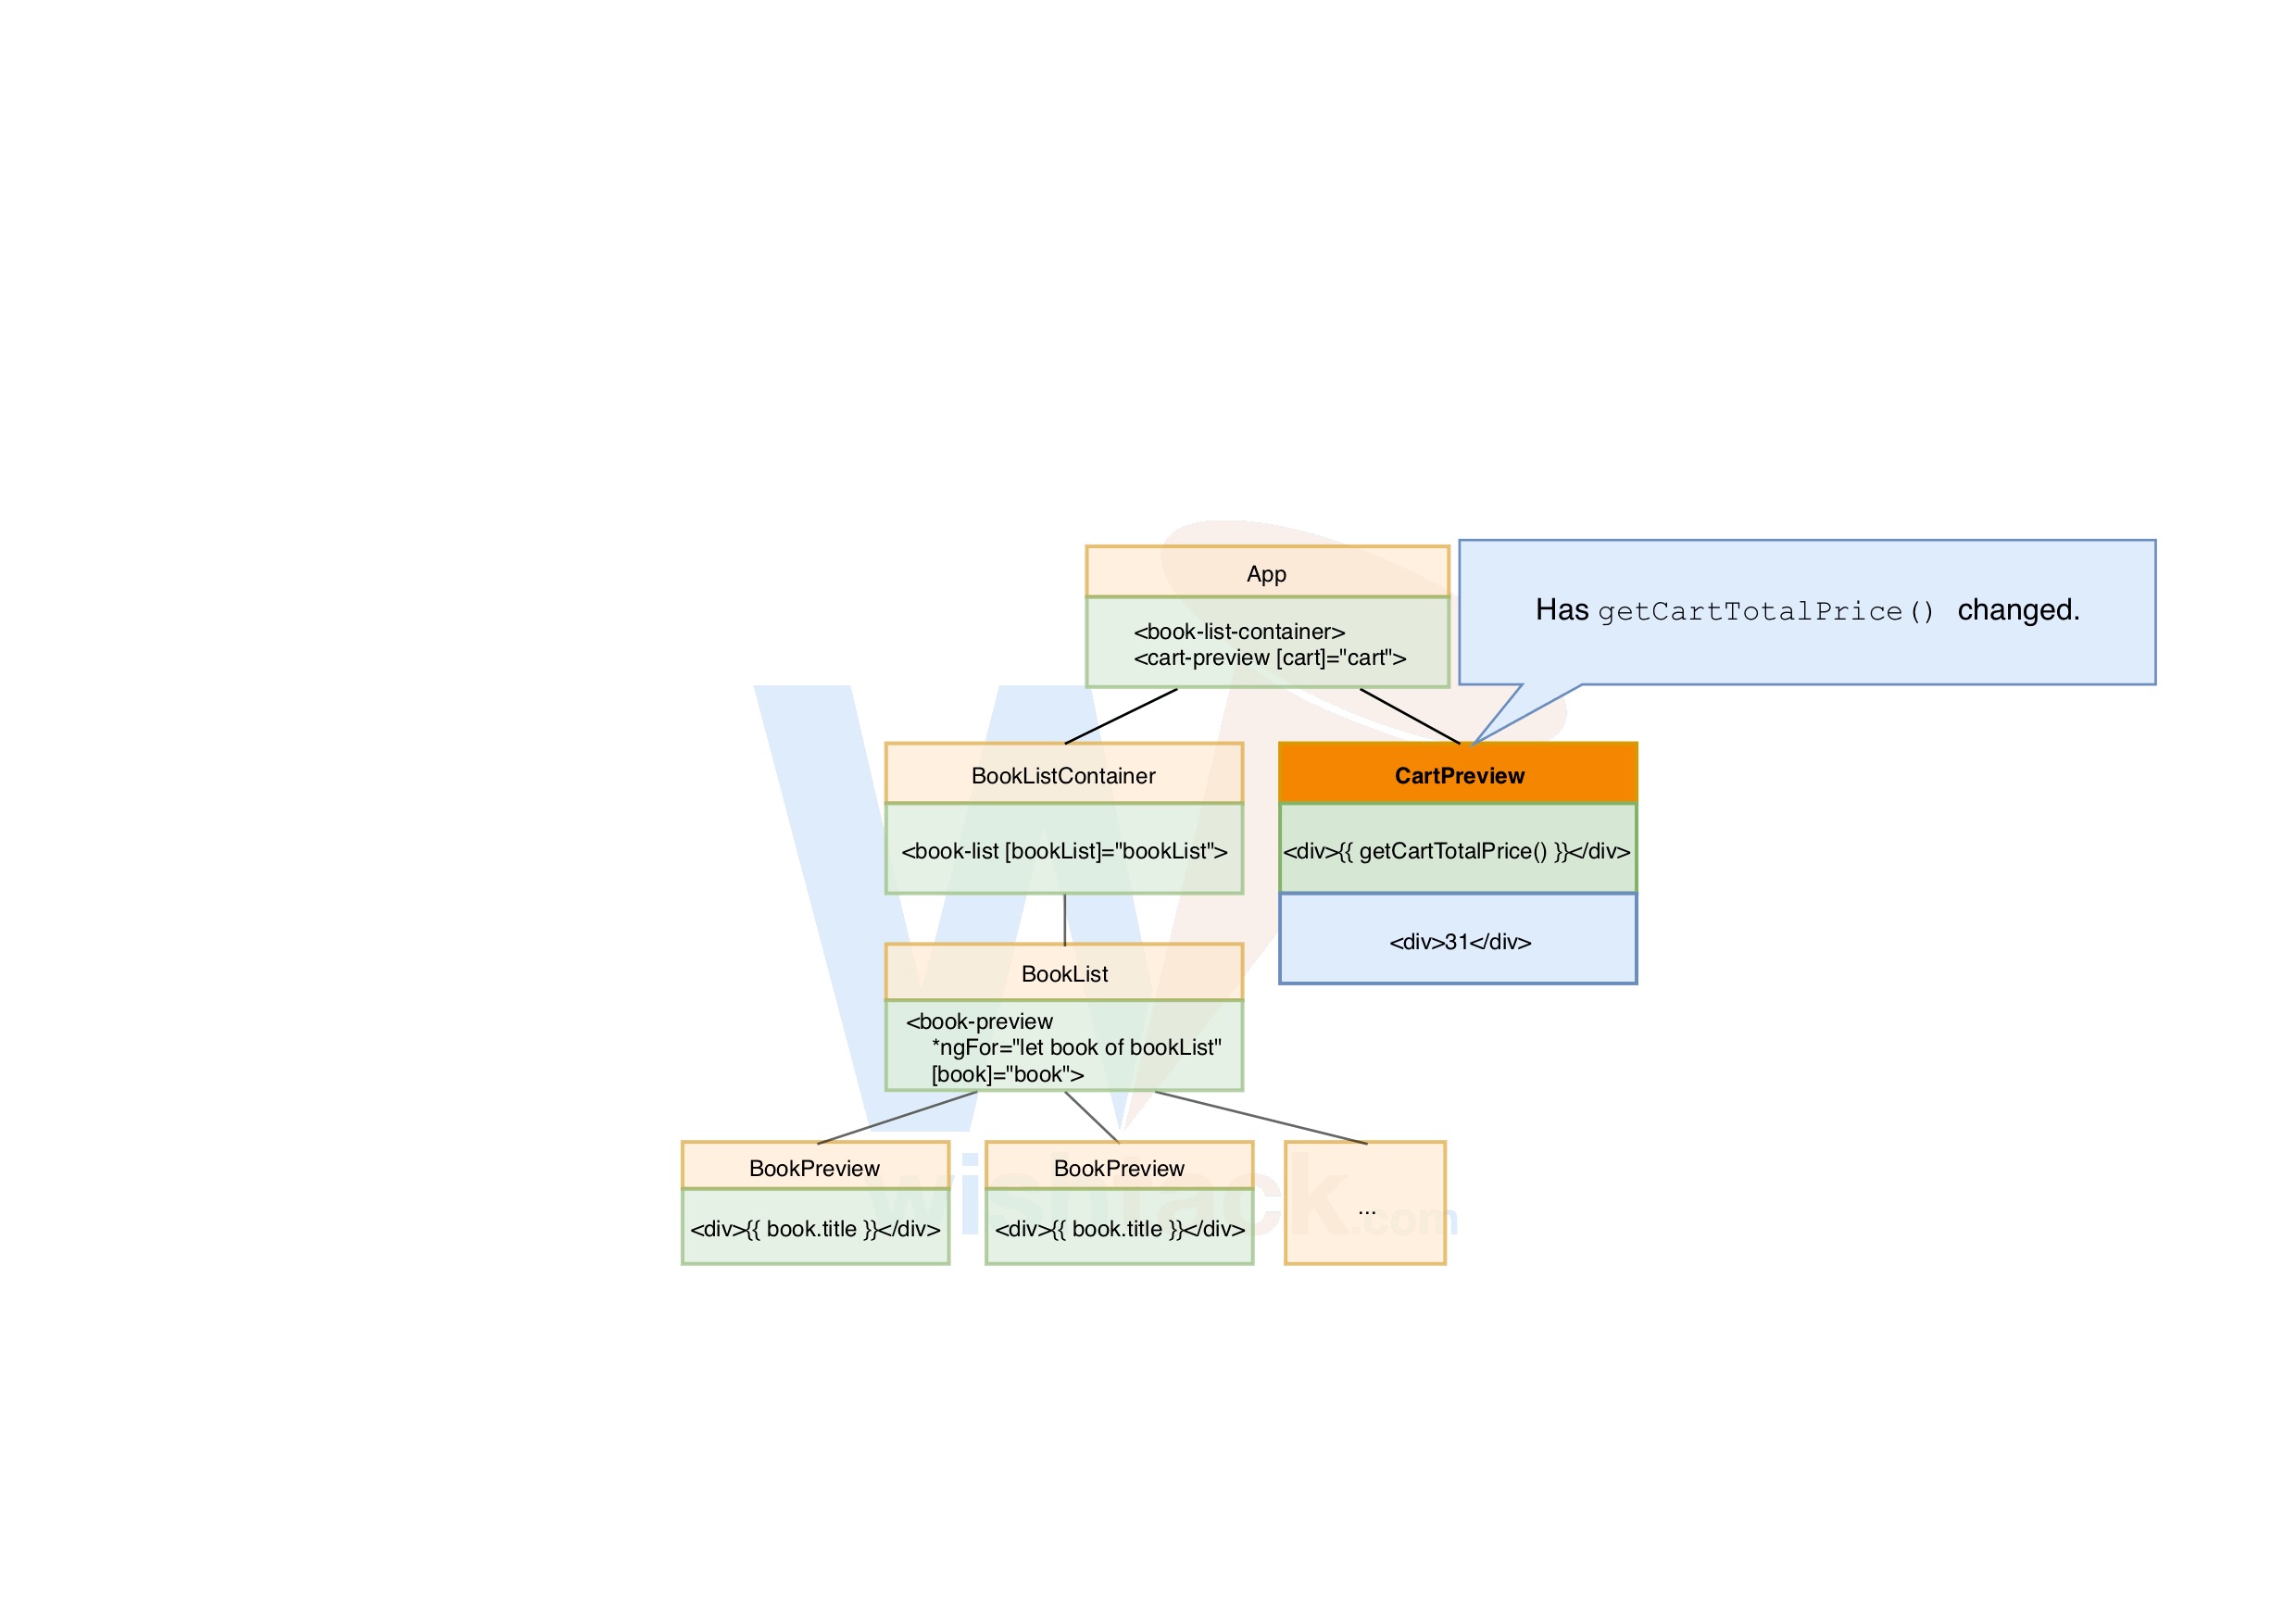 App
<book-list-container>
<cart-preview [cart]="cart">
Has getCartTotalPrice() changed.
BookListContainer
<book-list [bookList]="bookList">
CartPreview
<div>{{ getCartTotalPrice() }}</div>
<div>31</div>
BookList
<book-preview
*ngFor="let book of bookList"
[book]="book">
BookPreview
<div>{{ book.title }}</div>
BookPreview
<div>{{ book.title }}</div>
...
wishtack.com